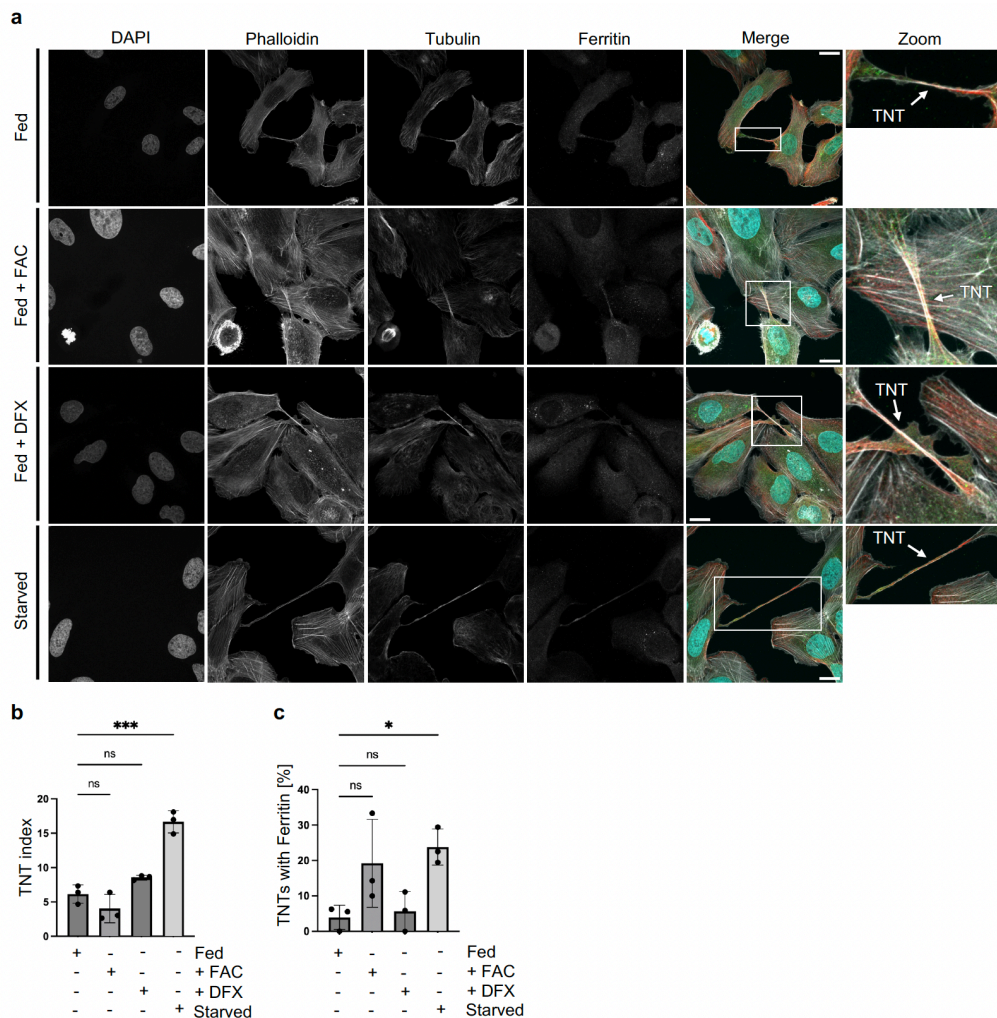 a
DAPI Phalloidin Tubulin Ferritin Merge Zoom
Fed
TNT
Fed + FAC
TNT
Fed + DFX
TNT
Starved
TNT
b
***
ns
ns
TNT index
20
15
10
5
0
+ - - - Fed
- + - - + FAC
- - + - + DFX
- - - + Starved
c
*
ns
ns
TNTs with Ferritin [%]
40
30
20
10
0
+ - - - Fed
- + - - + FAC
- - + - + DFX
- - - + Starved